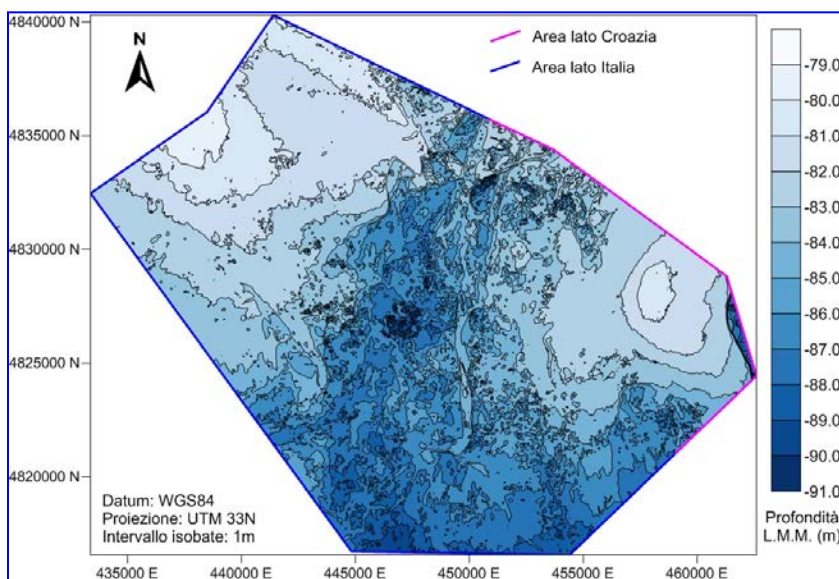 4840000 N
4835000 N
4830000 N
4825000 N
4820000 N
N
Area lato Croazia
Area lato Italia
-79.0
-80.0
-81.0
-82.0
-83.0
-84.0
-85.0
-86.0
-87.0
-88.0
-89.0
-90.0
-91.0
Profondità
L.M.M. (m)
Datum: WGS84
Proiezione: UTM 33N
Intervallo isobate: 1m
435000 E
440000 E
445000 E
450000 E
455000 E
460000 E